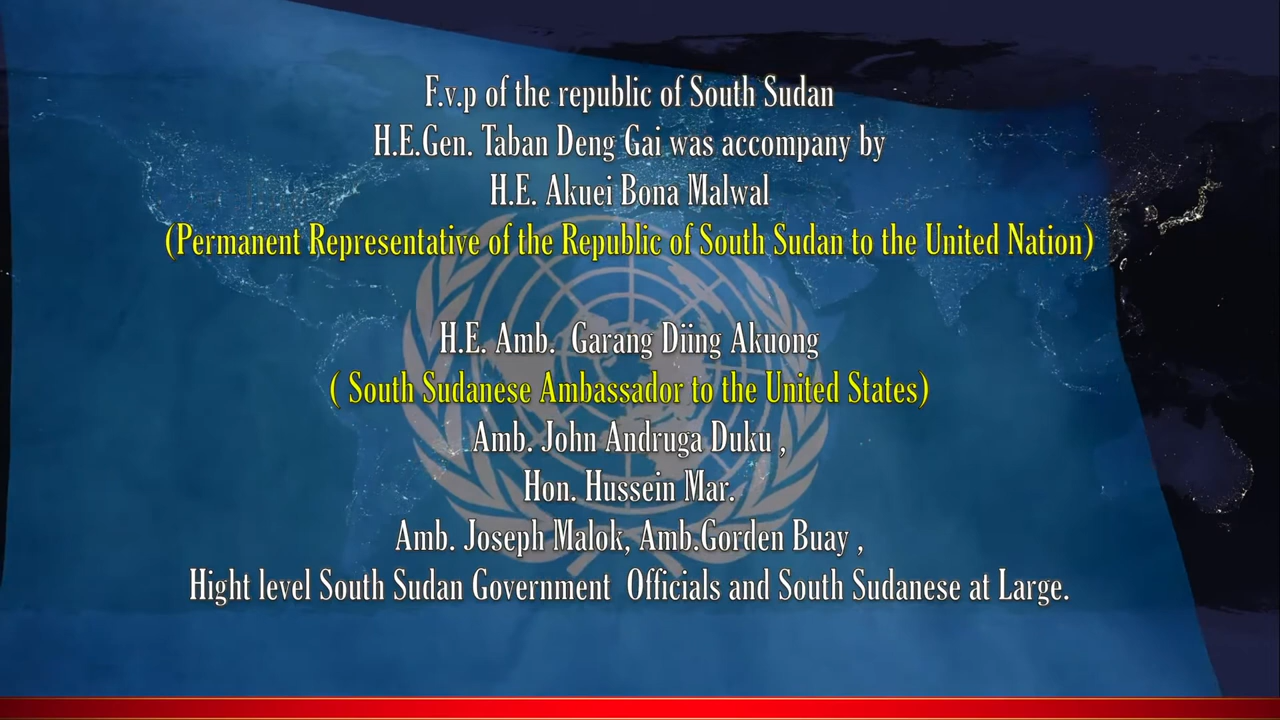 F.v.p of the republic of South Sudan
H.E.Gen. Taban Deng Gai was accompany by
H.E. Akuei Bona Malwal
(Permanent Representative of the Republic of South Sudan to the United Nation)
H.E. Amb. Garang Diing Akuong
( South Sudanese Ambassador to the United States)
Amb. John Andruga Duku ,
Hon. Hussein Mar.
Amb. Joseph Malok, Amb.Gorden Buay ,
Hight level South Sudan Government Officials and South Sudanese at Large.